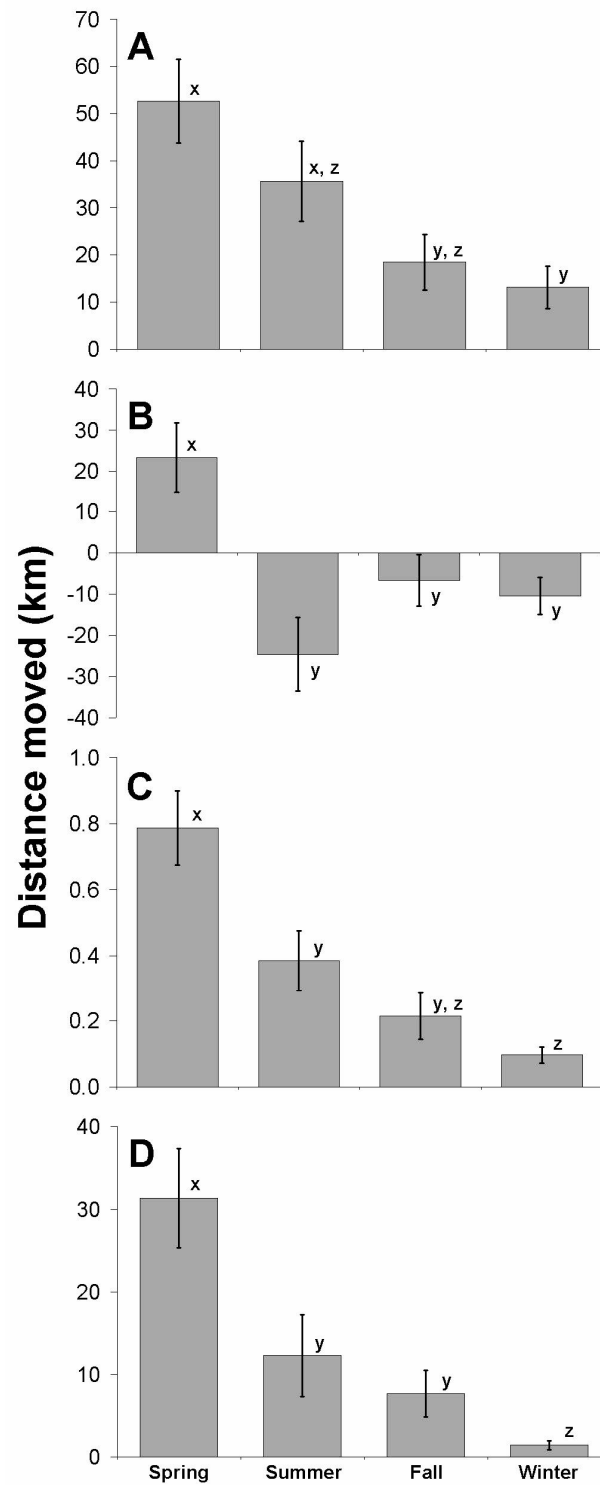 Distance moved (km)
A
70
60
50
40
30
20
10
0
x
x, z
y, z
y
B
40
30
20
10
0
-10
-20
-30
-40
x
y
y
y
C
1.0
0.8
0.6
0.4
0.2
0.0
x
y
y, z
z
D
40
30
20
10
0
x
y
y
z
Spring Summer Fall Winter